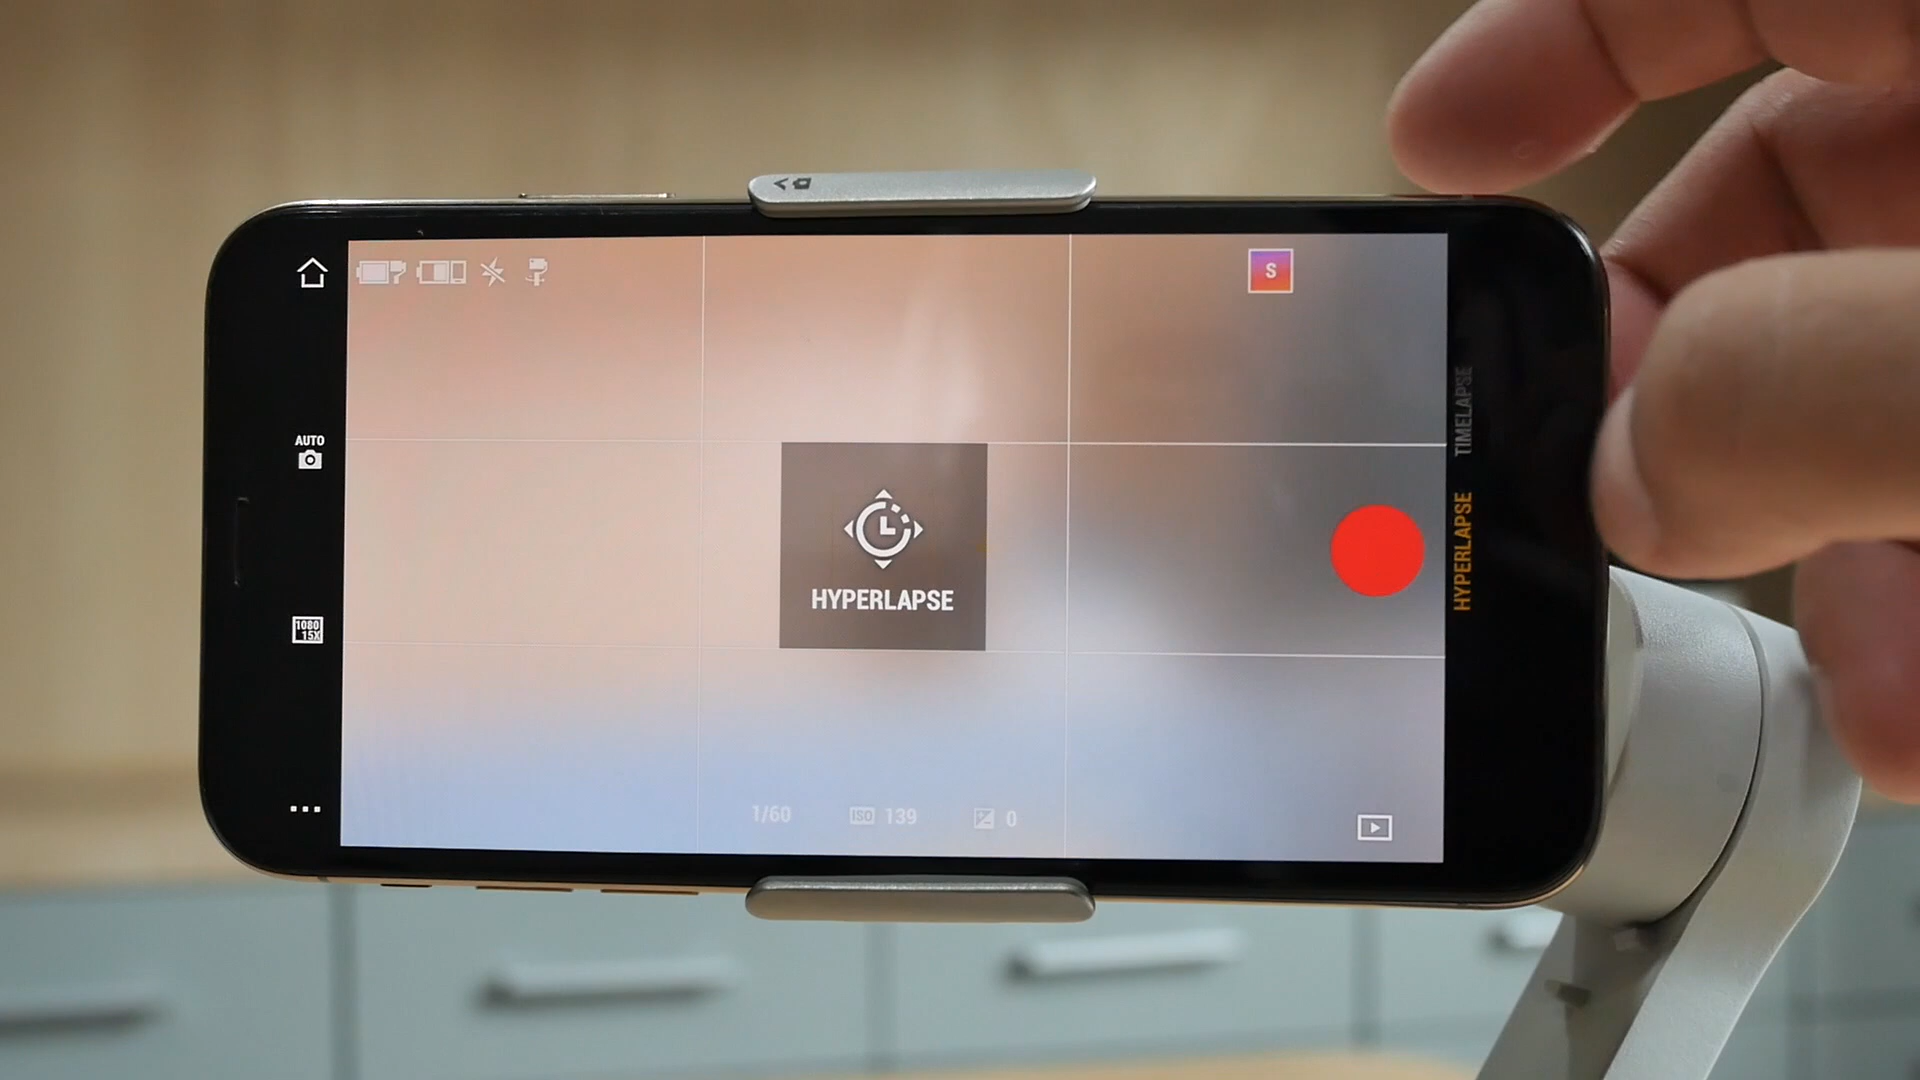 S
AUTO
TIMELAPSE
HYPERLAPSE
HYPERLAPSE
1080
15X
1/60
ISO 139
0